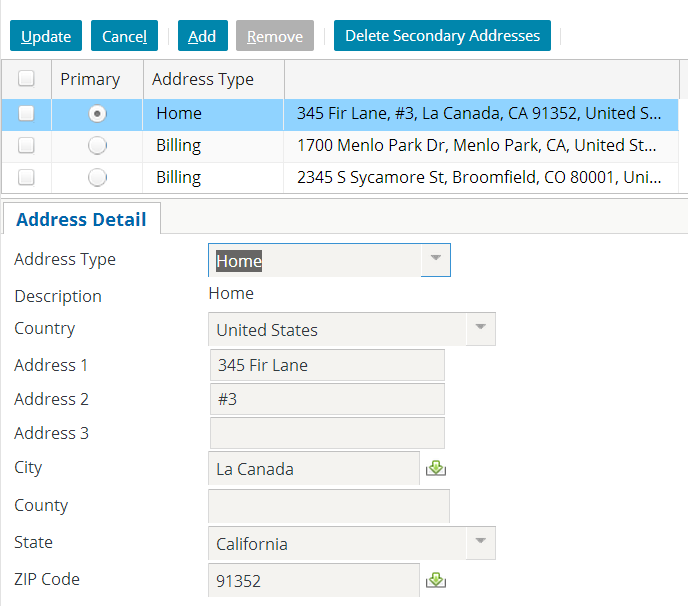 Update Cancel Add Remove Delete Secondary Addresses
Primary Address Type
Home 345 Fir Lane, #3, La Canada, CA 91352, United S...
Billing 1700 Menlo Park Dr, Menlo Park, CA, United St...
Billing 2345 S Sycamore St, Broomfield, CO 80001, Uni...
Address Detail
Address Type Home
Description Home
Country United States
Address 1 345 Fir Lane
Address 2 #3
Address 3
City La Canada
County
State California
ZIP Code 91352